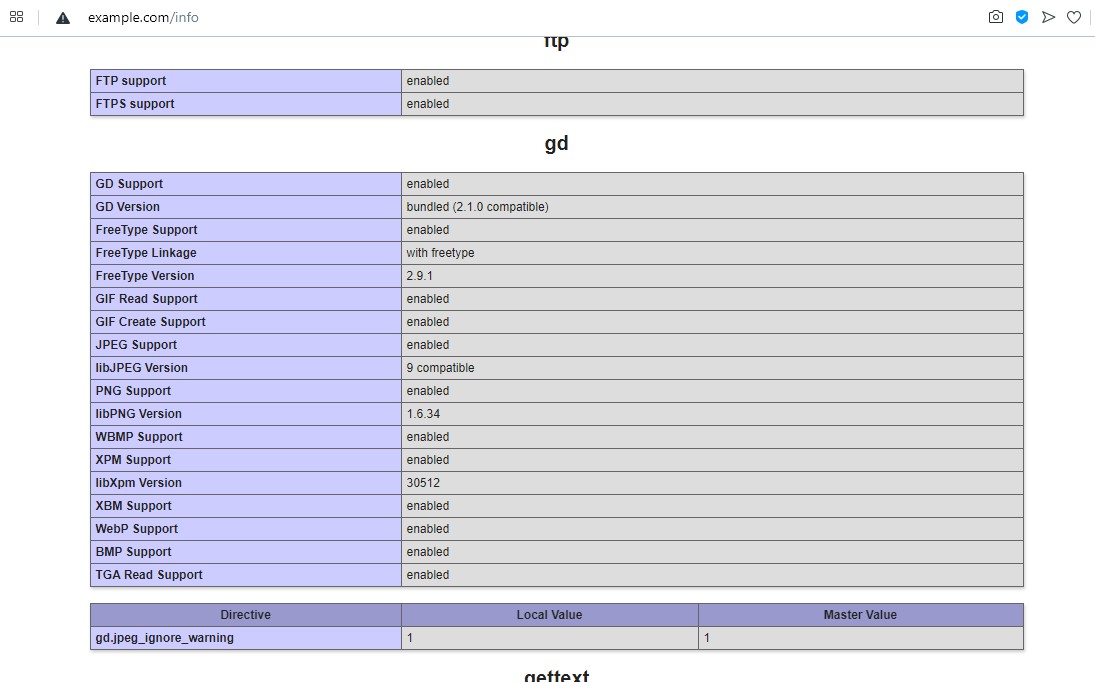 example.com/info
ftp
FTP support enabled
FTPS support enabled
gd
GD Support enabled
GD Version bundled (2.1.0 compatible)
FreeType Support enabled
FreeType Linkage with freetype
FreeType Version 2.9.1
GIF Read Support enabled
GIF Create Support enabled
JPEG Support enabled
libJPEG Version 9 compatible
PNG Support enabled
libPNG Version 1.6.34
WBMP Support enabled
XPM Support enabled
libXpm Version 30512
XBM Support enabled
WebP Support enabled
BMP Support enabled
TGA Read Support enabled
Directive Local Value Master Value
gd.jpeg_ignore_warning 1 1
gettext